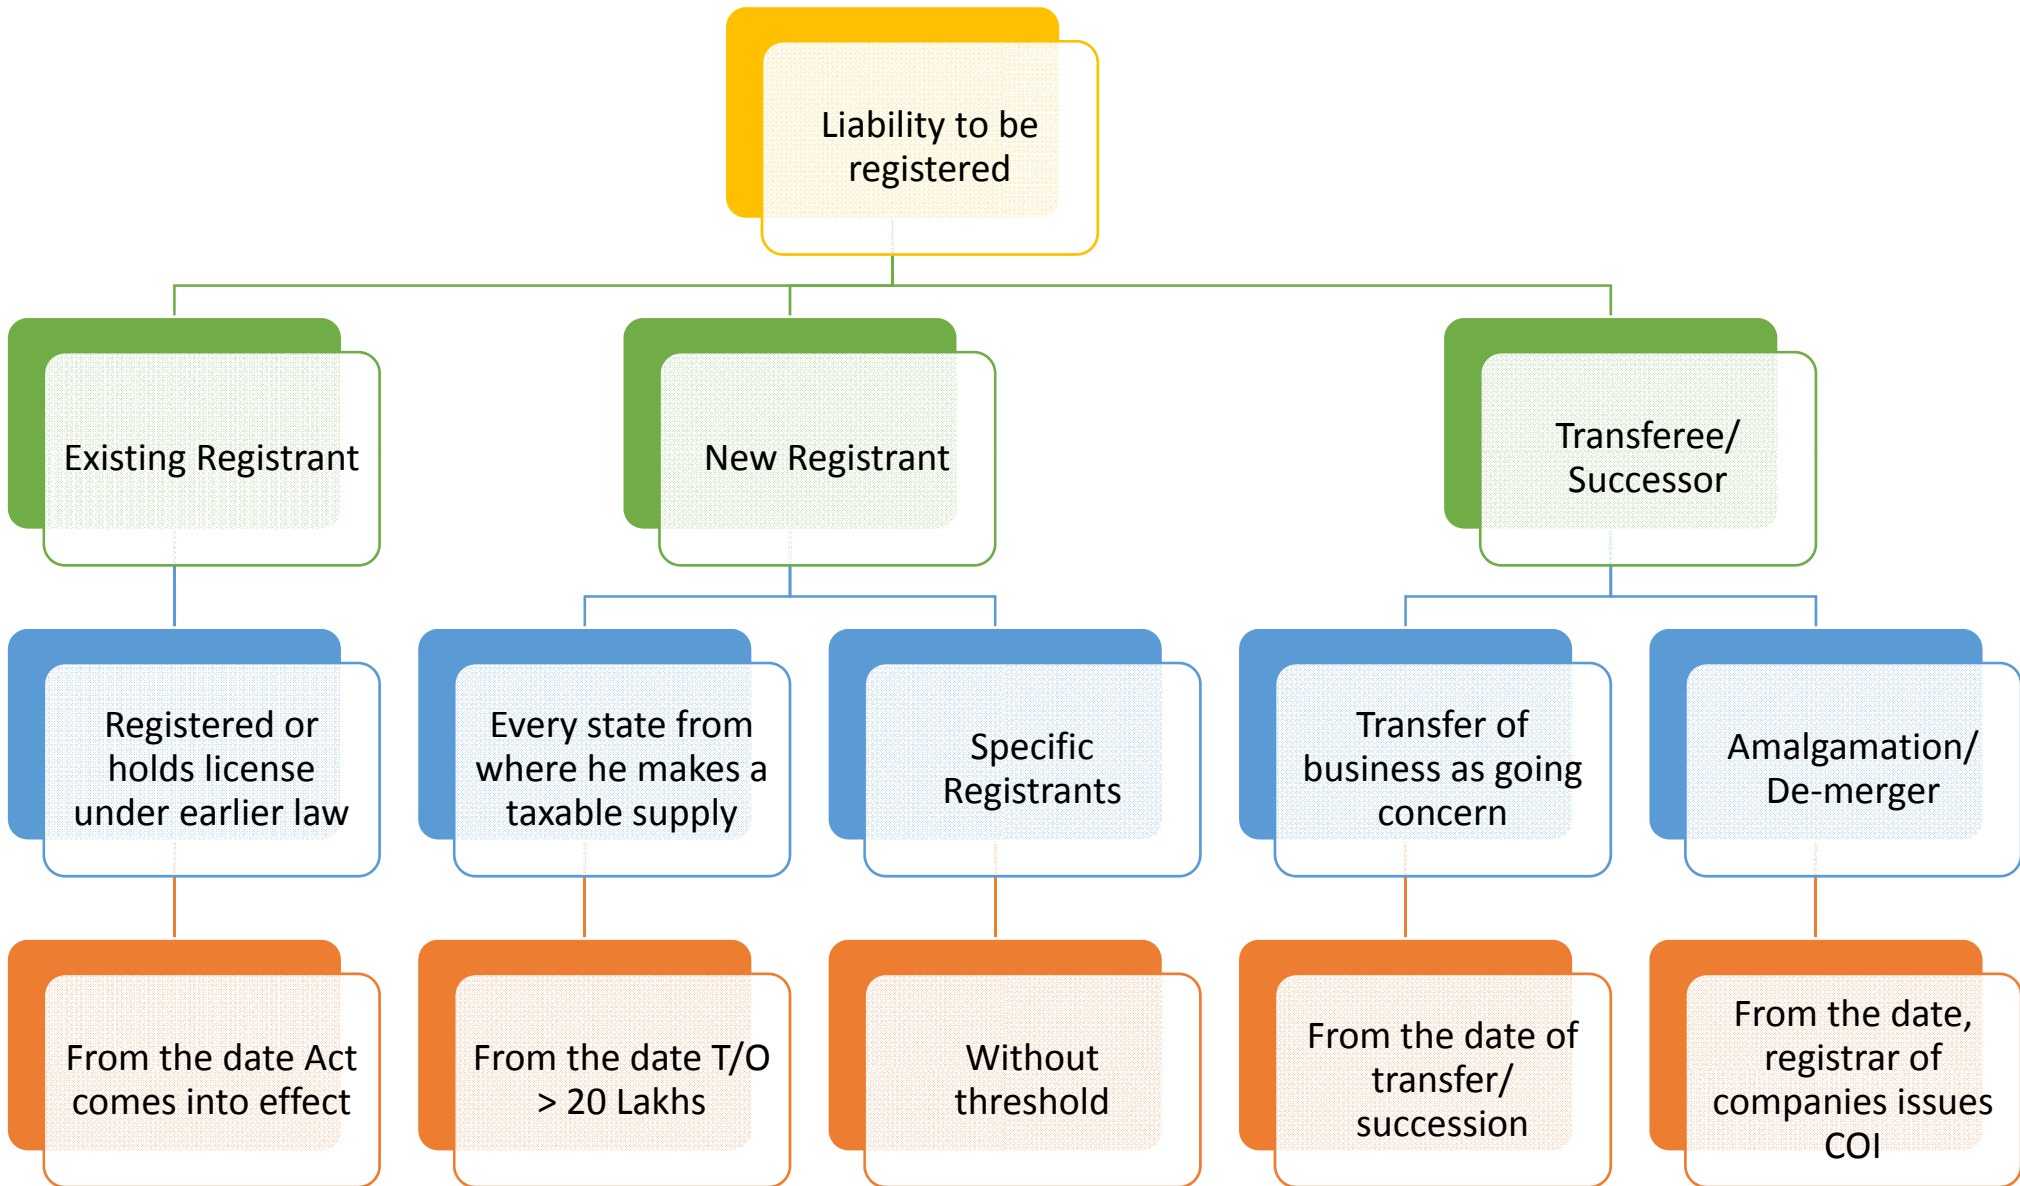 Liability to be
registered
Existing Registrant
New Registrant
Transferee/
Successor
Registered or
holds license
under earlier law
Every state from
where he makes a
taxable supply
Specific
Registrants
Transfer of
business as going
concern
Amalgamation/
De-merger
From the date Act
comes into effect
From the date T/O
> 20 Lakhs
Without
threshold
From the date of
transfer/
succession
From the date,
registrar of
companies issues
COI